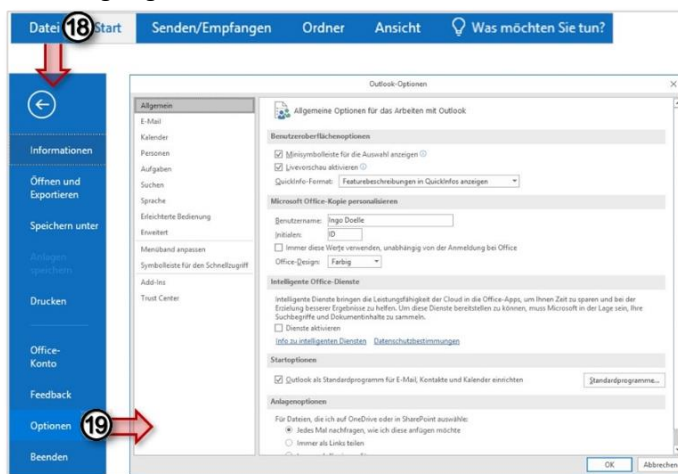 Datei 18 Start Senden/Empfangen Ordner Ansicht Was möchten Sie tun?
Informationen
Öffnen und
Exportieren
Speichern unter
Anlagen
speichern
Drucken
Office-
Konto
Feedback
Optionen 19
Beenden
Outlook-Optionen
Allgemein
E-Mail
Kalender
Personen
Aufgaben
Suchen
Sprache
Erleichterte Bedienung
Erweitert
Menüband anpassen
Symbolleiste für den Schnellzugriff
Add-Ins
Trust Center
Allgemeine Optionen für das Arbeiten mit Outlook
Benutzeroberflächenoptionen
Minisymbolleiste für die Auswahl anzeigen
Livevorschau aktivieren
QuickInfo-Format: Featurebeschreibungen in QuickInfos anzeigen
Microsoft Office-Kopie personalisieren
Benutzername: Ingo Doelle
Initialen: ID
Immer diese Werte verwenden, unabhängig von der Anmeldung bei Office
Office-Design: Farbig
Intelligente Office-Dienste
Intelligente Dienste bringen die Leistungsfähigkeit der Cloud in die Office-Apps, um Ihnen Zeit zu sparen und bei der
Erzielung besserer Ergebnisse zu helfen. Um diese Dienste bereitstellen zu können, muss Microsoft in der Lage sein, Ihre
Suchbegriffe und Dokumentinhalte zu sammeln.
Dienste aktivieren
Info zu intelligenten Diensten Datenschutzbestimmungen
Startoptionen
Outlook als Standardprogramm für E-Mail, Kontakte und Kalender einrichten Standardprogramme...
Anlagenoptionen
Für Dateien, die ich auf OneDrive oder in SharePoint auswähle:
Jedes Mal nachfragen, wie ich diese anfügen möchte
Immer als Links teilen
OK Abbrechen